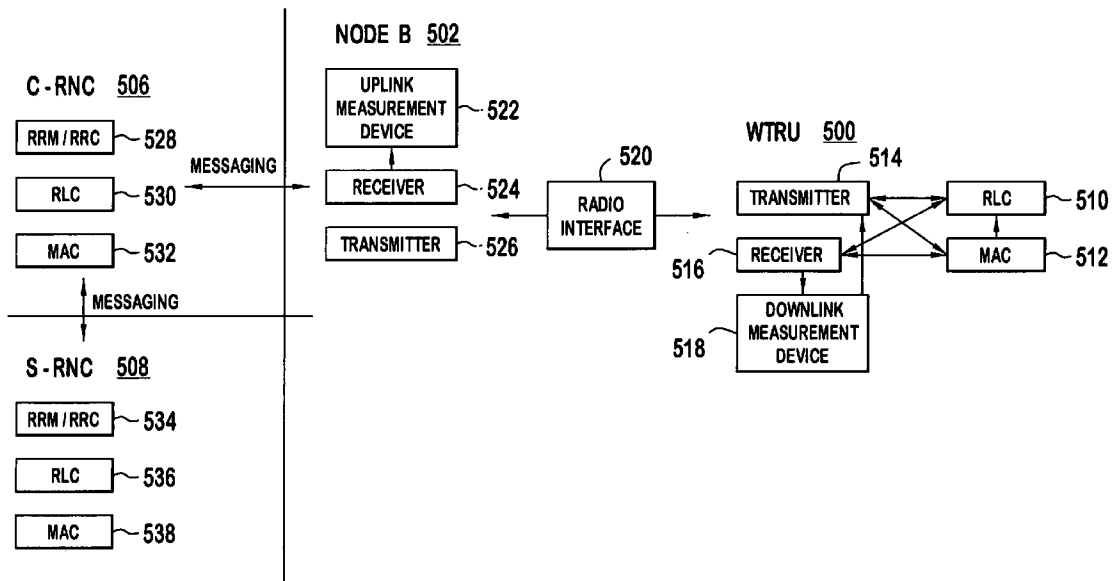 C-RNC 506
RRM/RRC 528
RLC 530
MAC 532
MESSAGING
MESSAGING
S-RNC 508
RRM/RRC 534
RLC 536
MAC 538
NODE B 502
UPLINK
MEASUREMENT
DEVICE
522
RECEIVER 524
TRANSMITTER 526
520
RADIO
INTERFACE
WTRU 500
514
TRANSMITTER
RLC 510
516 RECEIVER
MAC 512
518
DOWNLINK
MEASUREMENT
DEVICE